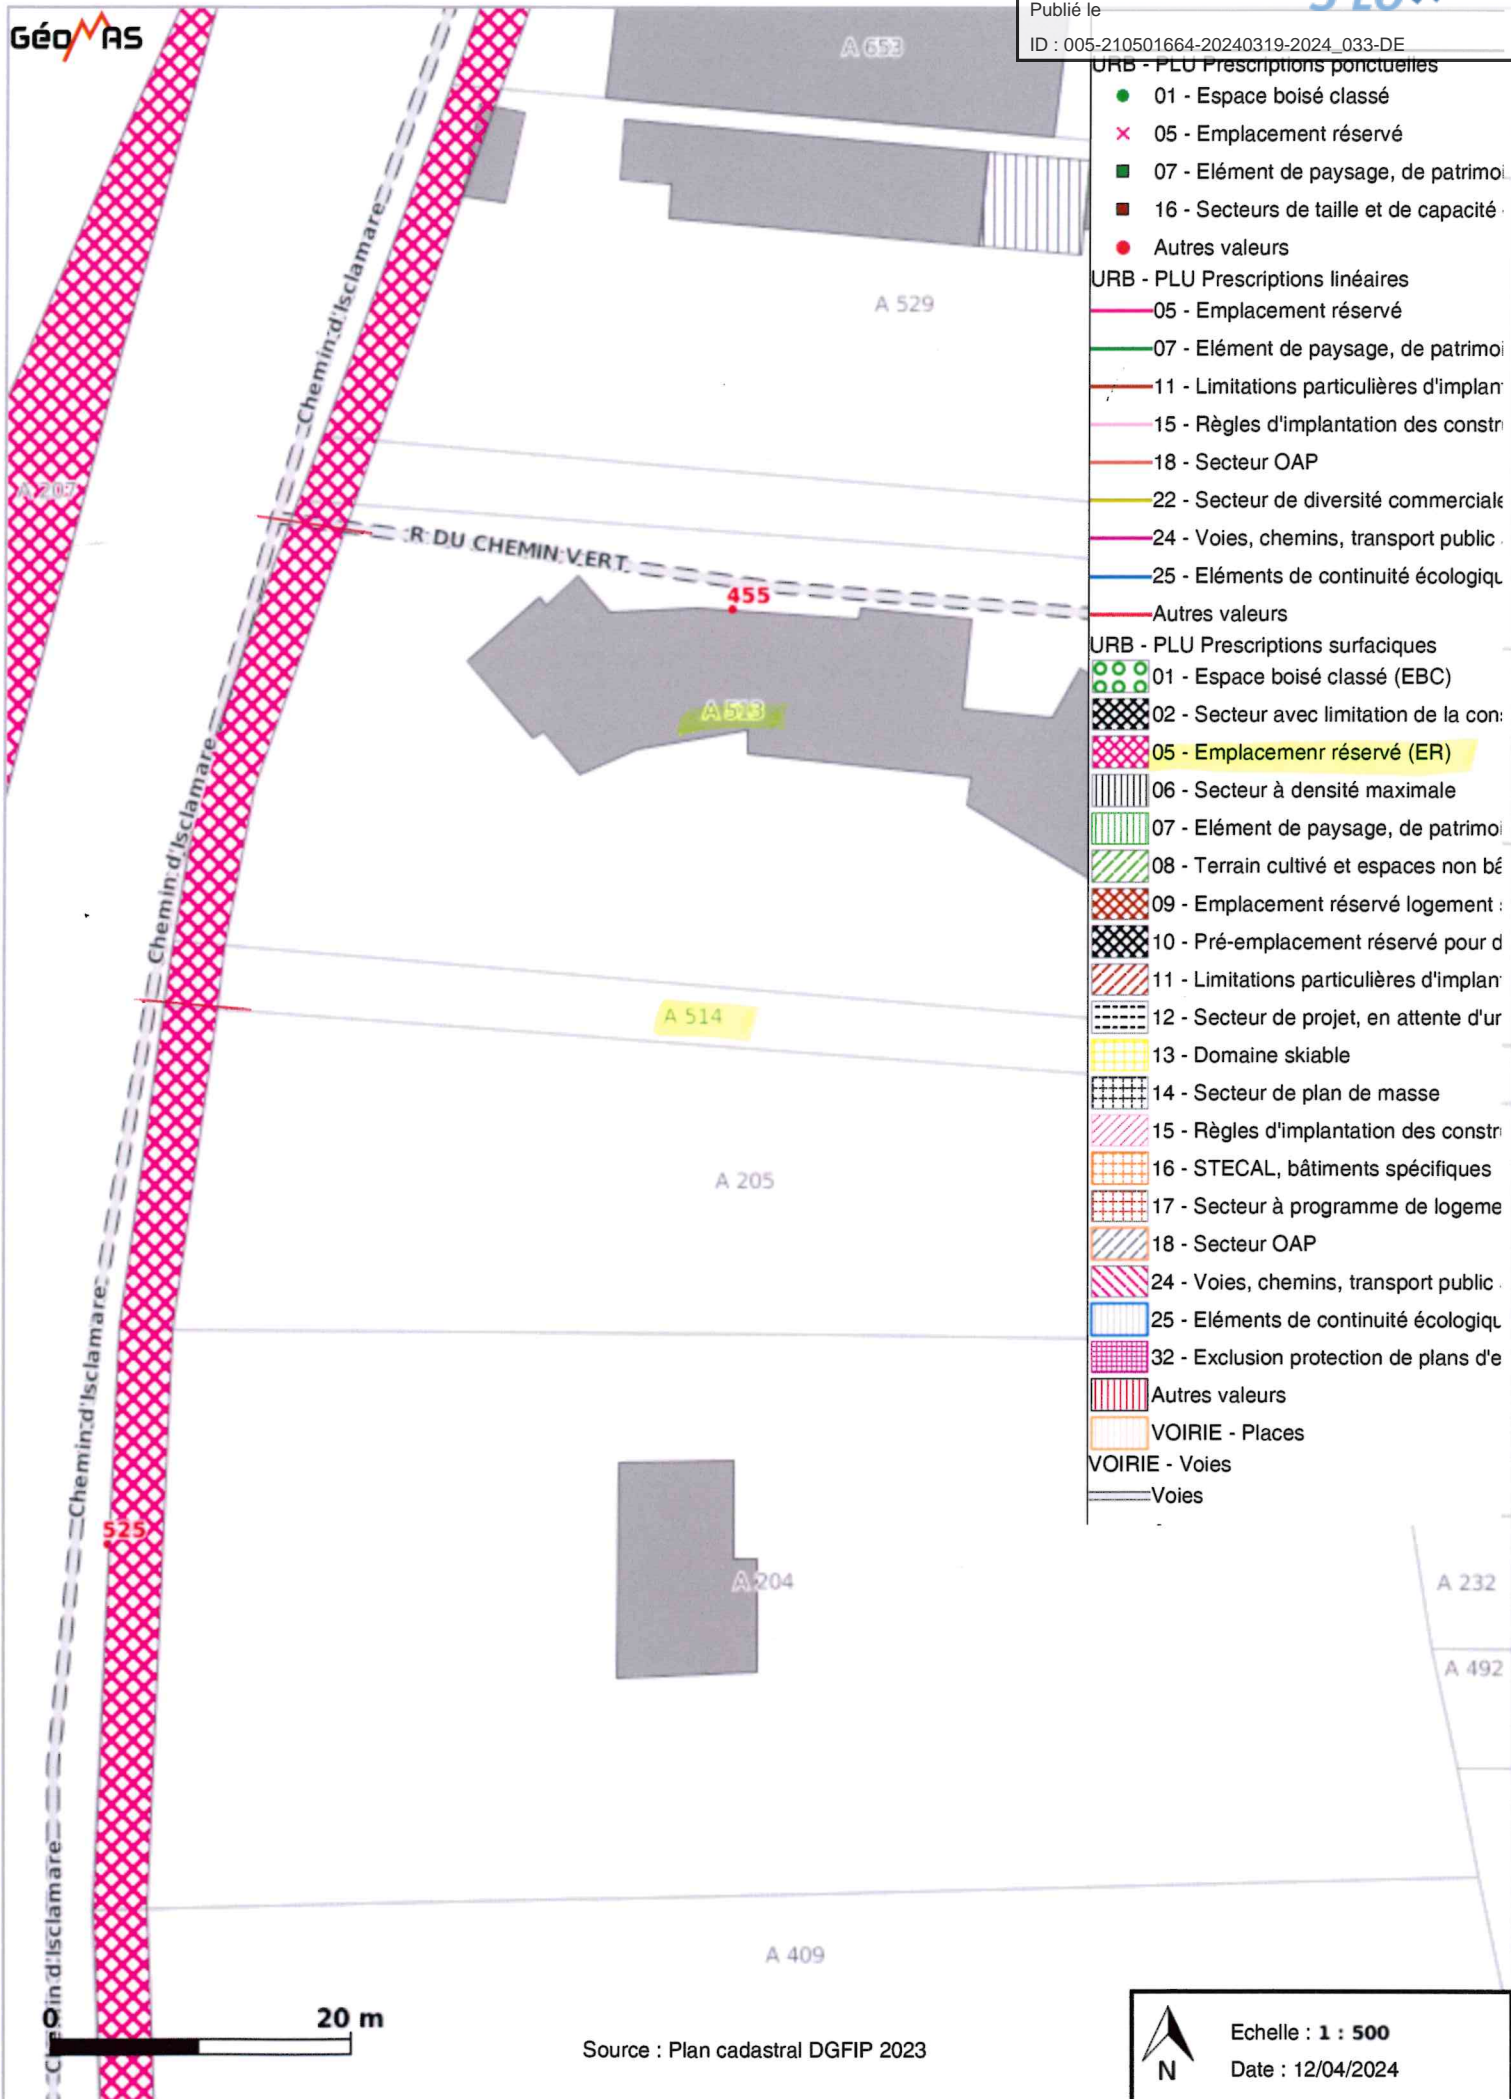 Publié le
ID : 005-210501664-20240319-2024_033-DE
GéoMAS
A 653
URB - PLU Prescriptions ponctuelles
01 - Espace boisé classé
05 - Emplacement réservé
07 - Elément de paysage, de patrimoi
16 - Secteurs de taille et de capacité
Autres valeurs
URB - PLU Prescriptions linéaires
05 - Emplacement réservé
07 - Elément de paysage, de patrimoi
11 - Limitations particulières d'implan
15 - Règles d'implantation des constr
18 - Secteur OAP
22 - Secteur de diversité commerciale
24 - Voies, chemins, transport public
25 - Eléments de continuité écologiqu
Autres valeurs
URB - PLU Prescriptions surfaciques
01 - Espace boisé classé (EBC)
02 - Secteur avec limitation de la con
05 - Emplacemenr réservé (ER)
06 - Secteur à densité maximale
07 - Elément de paysage, de patrimoi
08 - Terrain cultivé et espaces non bâ
09 - Emplacement réservé logement
10 - Pré-emplacement réservé pour d
11 - Limitations particulières d'implan
12 - Secteur de projet, en attente d'ur
13 - Domaine skiable
14 - Secteur de plan de masse
15 - Règles d'implantation des constr
16 - STECAL, bâtiments spécifiques
17 - Secteur à programme de logeme
18 - Secteur OAP
24 - Voies, chemins, transport public
25 - Eléments de continuité écologiqu
32 - Exclusion protection de plans d'e
Autres valeurs
VOIRIE - Places
VOIRIE - Voies
Voies
Chemin d'Isclamare
A 529
A 207
R DU CHEMIN VERT
455
A 513
Chemin d'Isclamare
A 514
A 205
Chemin d'Isclamare
525
A 204
A 232
A 492
Chemin d'Isclamare
A 409
0 20 m
Source : Plan cadastral DGFIP 2023
N
Echelle : 1 : 500
Date : 12/04/2024